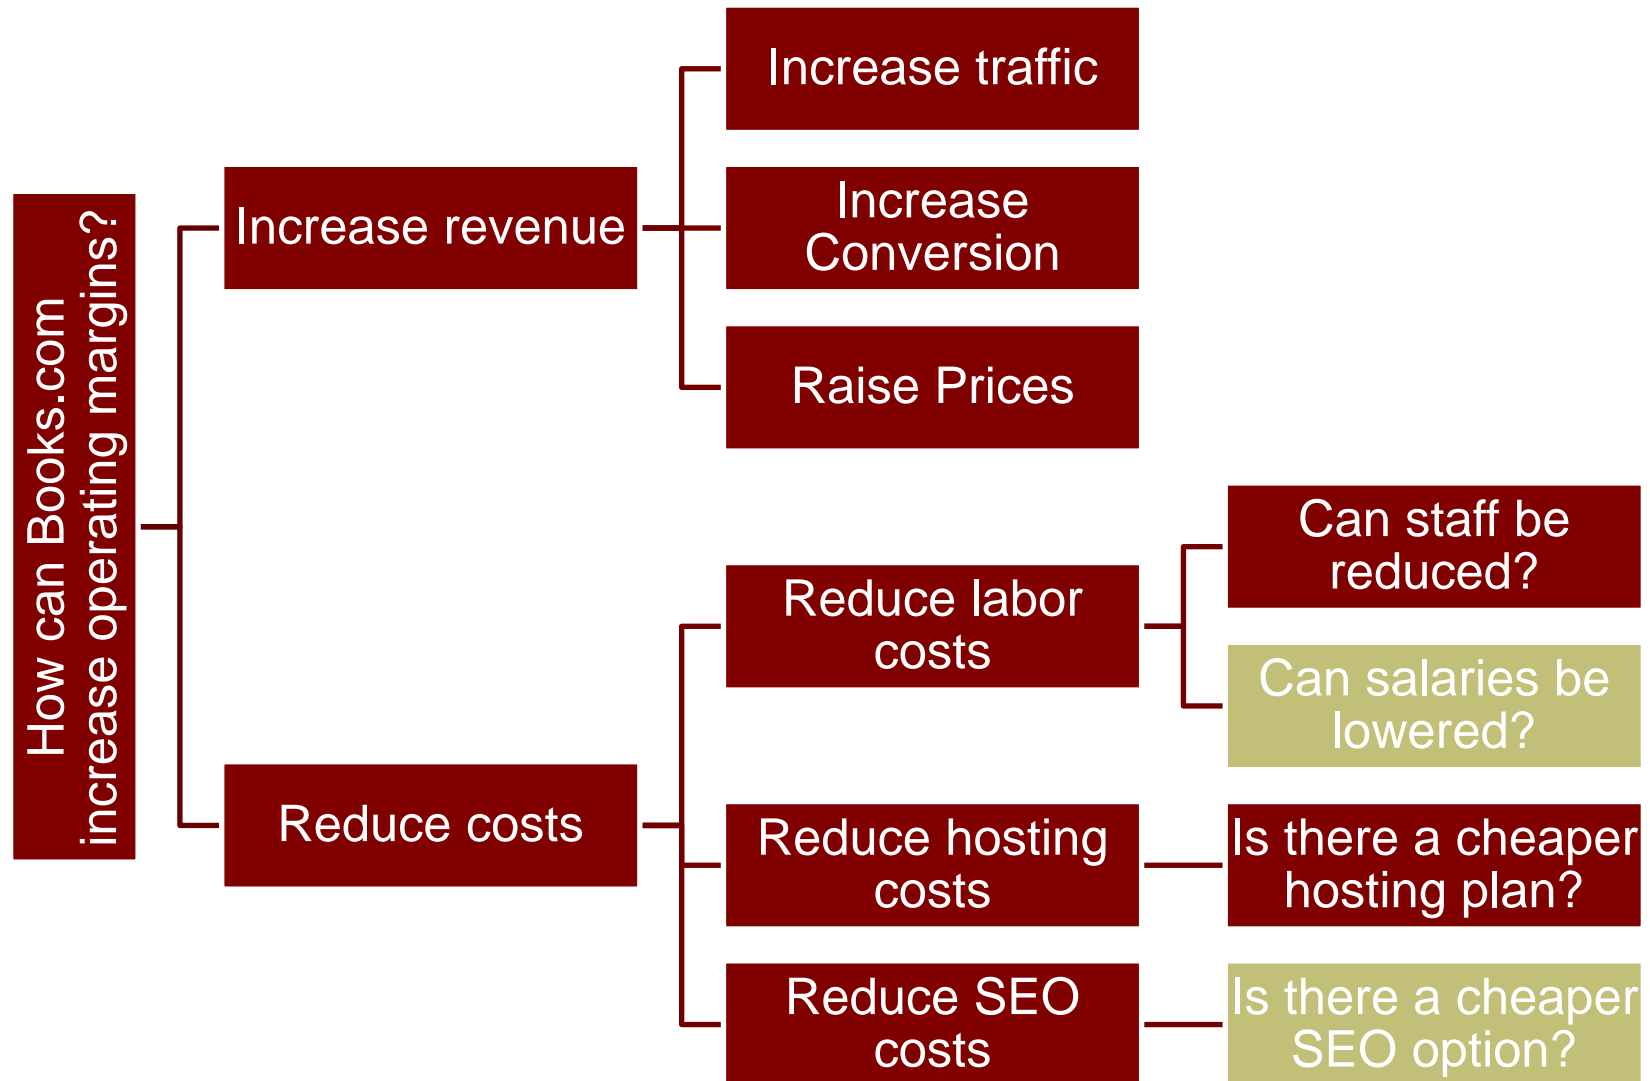 How can Books.com
increase operating margins?
Increase revenue
Increase traffic
Increase
Conversion
Raise Prices
Reduce costs
Reduce labor
costs
Can staff be
reduced?
Can salaries be
lowered?
Reduce hosting
costs
Is there a cheaper
hosting plan?
Reduce SEO
costs
Is there a cheaper
SEO option?